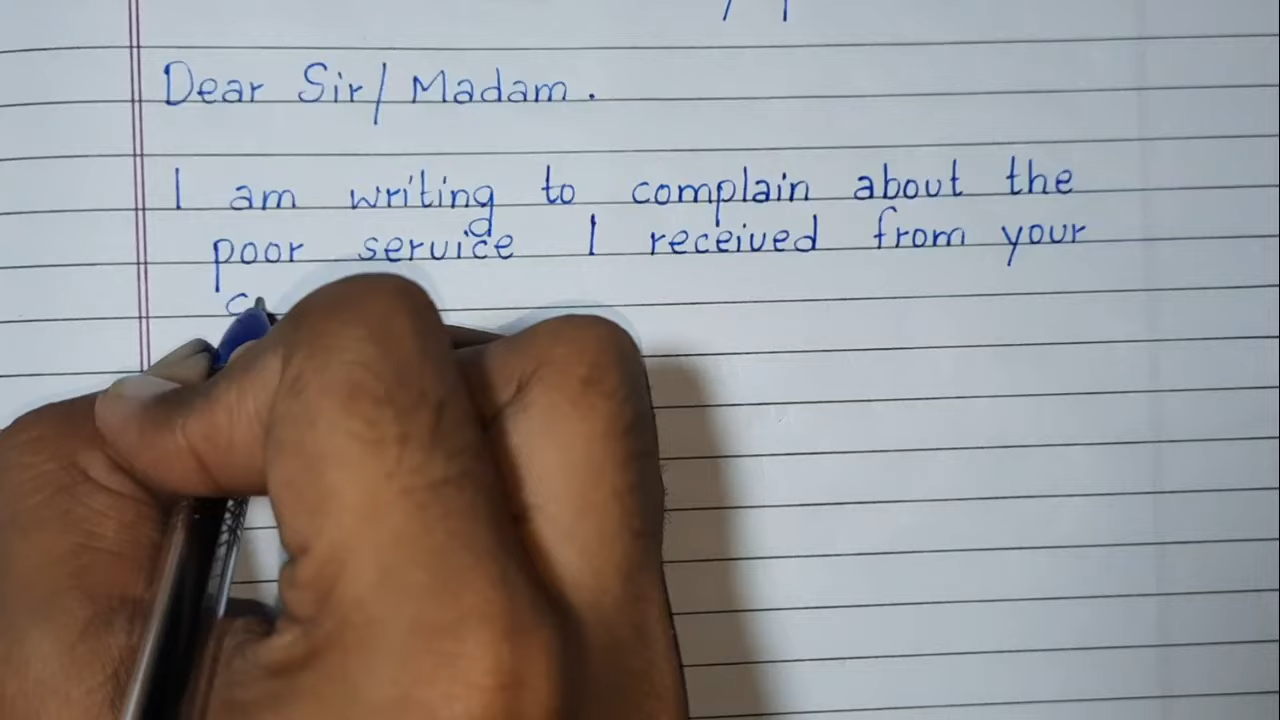 Dear Sir/ Madam.
I am writing to complain about the
poor service I received from your